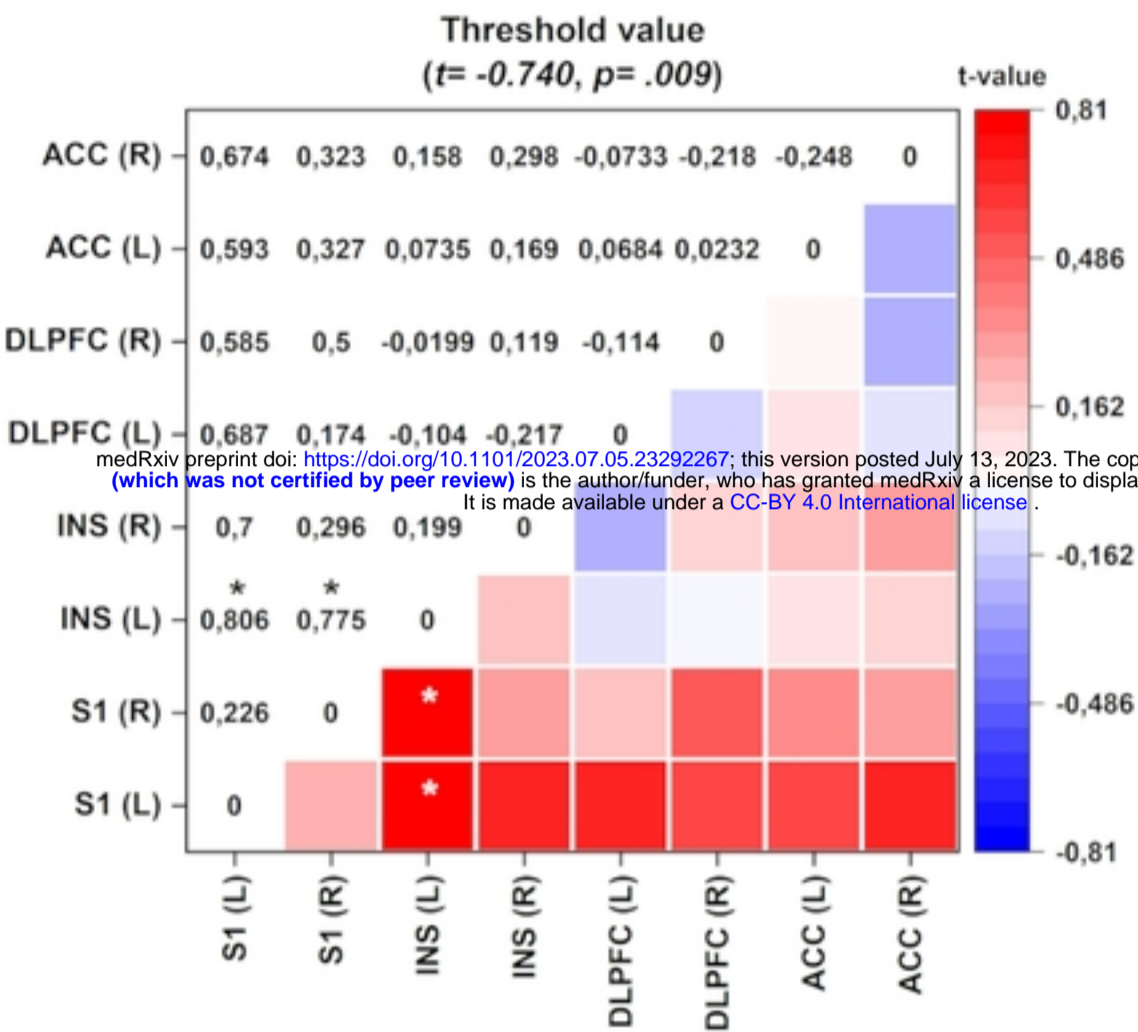 Threshold value
(t= -0.740, p= .009)
t-value
0,81
ACC (R) 0,674 0,323 0,158 0,298 -0,0733 -0,218 -0,248 0
ACC (L) 0,593 0,327 0,0735 0,169 0,0684 0,0232 0
0,486
DLPFC (R) 0,585 0,5 -0,0199 0,119 -0,114 0
0,162
DLPFC (L) 0,687 0,174 -0,104 -0,217 0
medRxiv preprint doi: https://doi.org/10.1101/2023.07.05.23292267; this version posted July 13, 2023. The cop
(which was not certified by peer review) is the author/funder, who has granted medRxiv a license to displa
It is made available under a CC-BY 4.0 International license .
INS (R) 0,7 0,296 0,199 0
-0,162
* *
INS (L) 0,806 0,775 0
*
-0,486
S1 (R) 0,226 0
*
S1 (L) 0
-0,81
S1 (L) S1 (R) INS (L) INS (R) DLPFC (L) DLPFC (R) ACC (L) ACC (R)